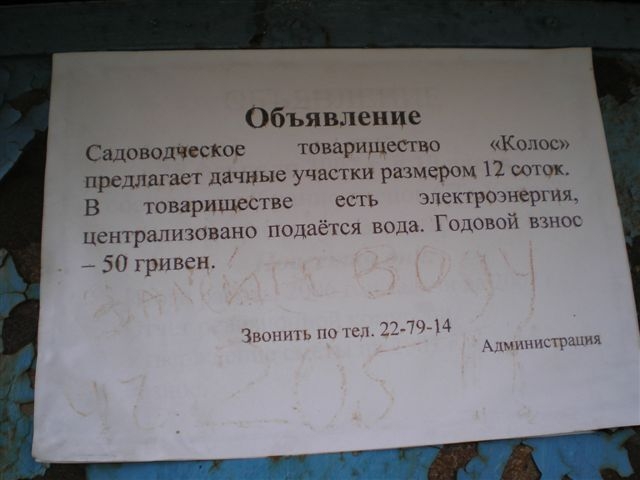 Объявление
Садоводческое товарищество «Колос»
предлагает дачные участки размером 12 соток.
В товариществе есть электроэнергия,
централизовано подаётся вода. Годовой взнос
– 50 гривен.
ВОДУ
Звонить по тел. 22-79-14
Администрация